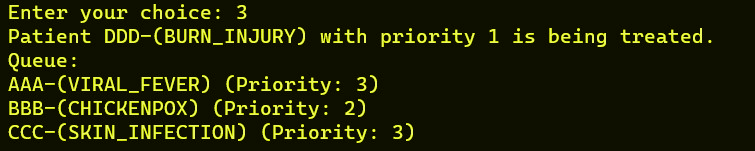 Enter your choice: 3
Patient DDD-(BURN_INJURY) with priority 1 is being treated.
Queue:
AAA-(VIRAL_FEVER) (Priority: 3)
BBB-(CHICKENPOX) (Priority: 2)
CCC-(SKIN_INFECTION) (Priority: 3)